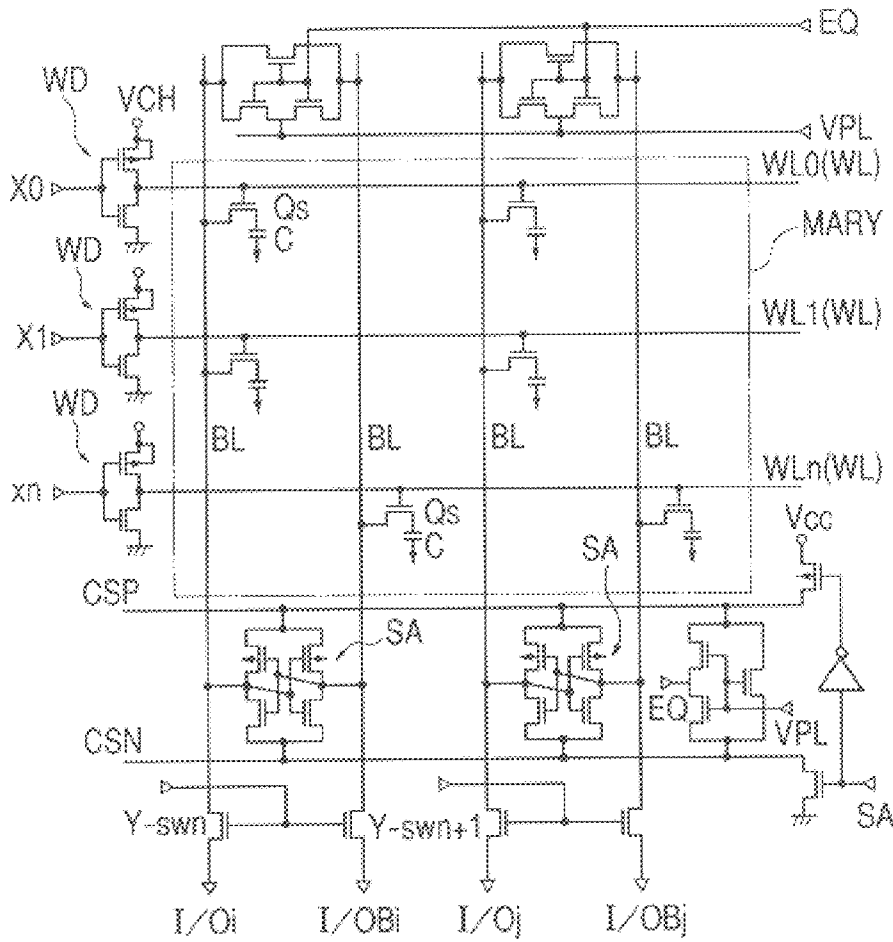 EQ
WD
VCH
VPL
X0
WL0(WL)
Qs
C
MARY
WD
X1
WL1(WL)
WD
BL
BL
BL
BL
xn
WLn(WL)
Qs
C
Vcc
SA
CSP
SA
EQ
VPL
CSN
Y-swn
Y-swn+1
SA
I/Oi
I/OBi
I/Oj
I/OBj